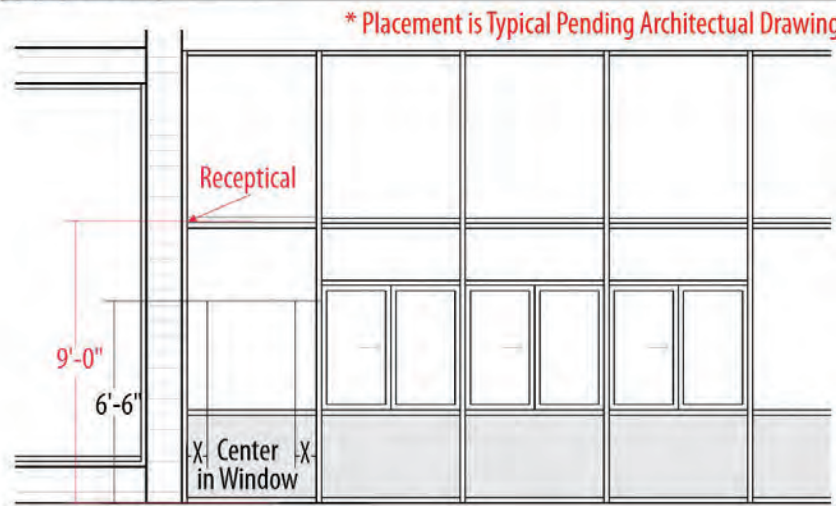 * Placement is Typical Pending Architectual Drawing
Receptical
9'-0"
6'-6"
X Center X
in Window